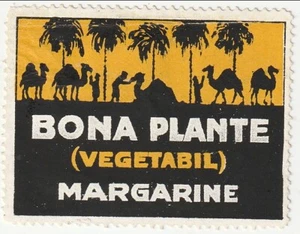 BONA PLANTE
(VEGETABIL)
MARGARINE